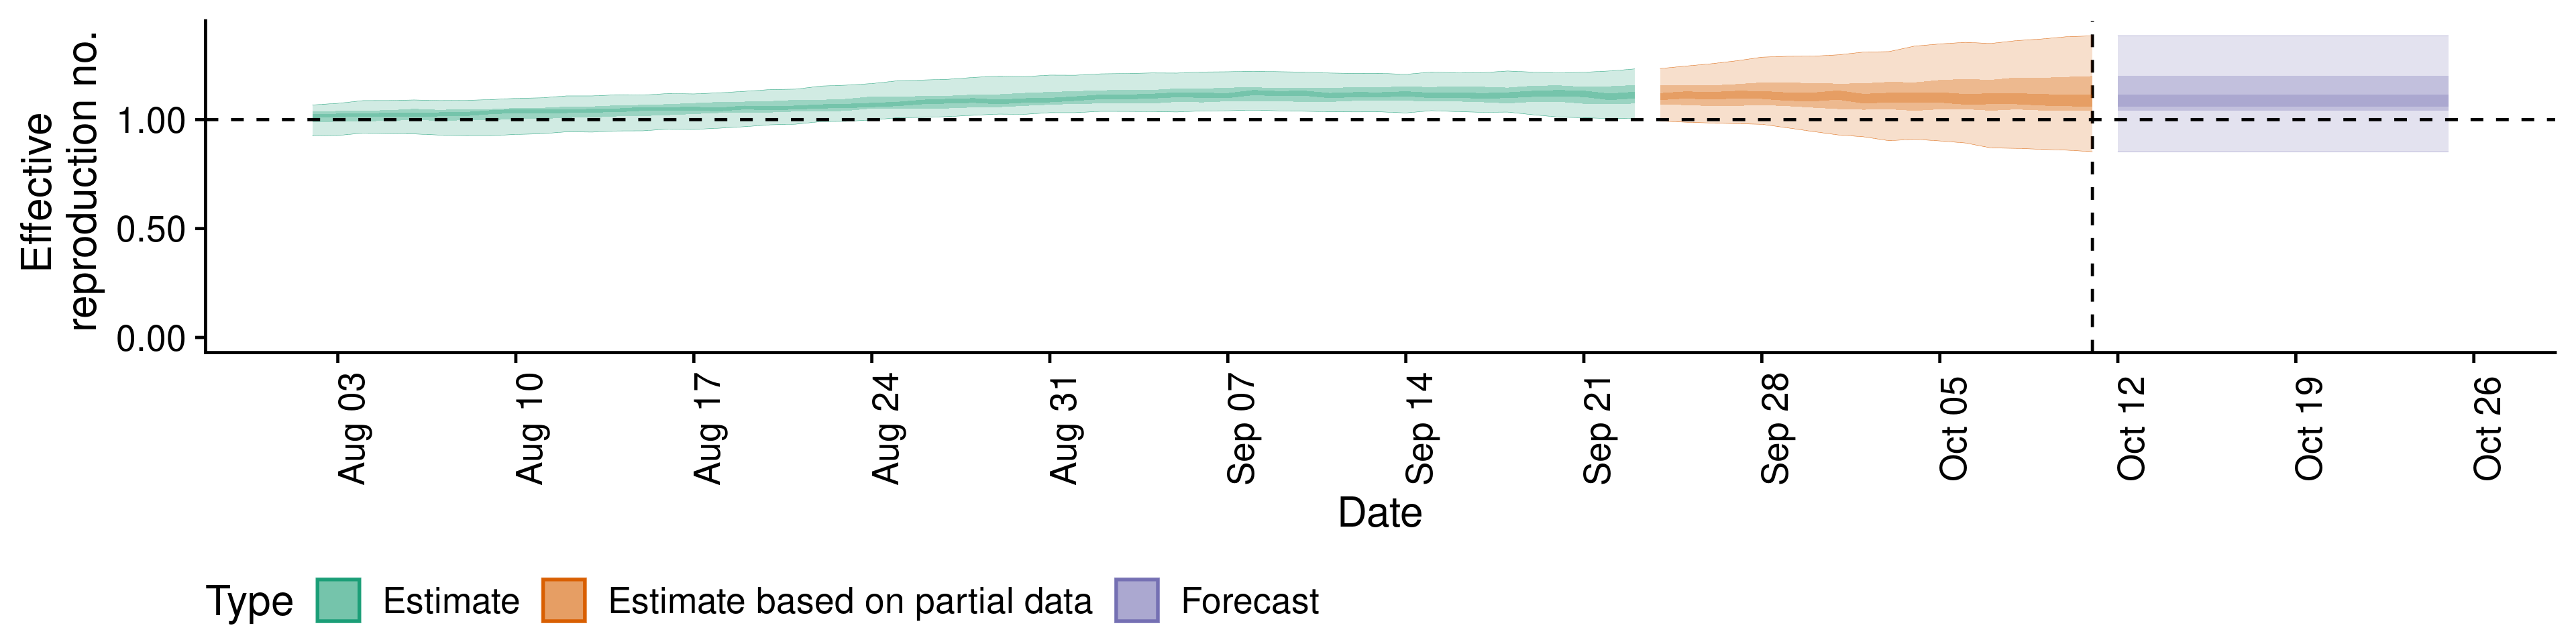 Effective
reproduction no.
1.00
0.50
0.00
Aug 03
Aug 10
Aug 17
Aug 24
Aug 31
Sep 07
Sep 14
Sep 21
Sep 28
Oct 05
Oct 12
Oct 19
Oct 26
Date
Type Estimate Estimate based on partial data Forecast